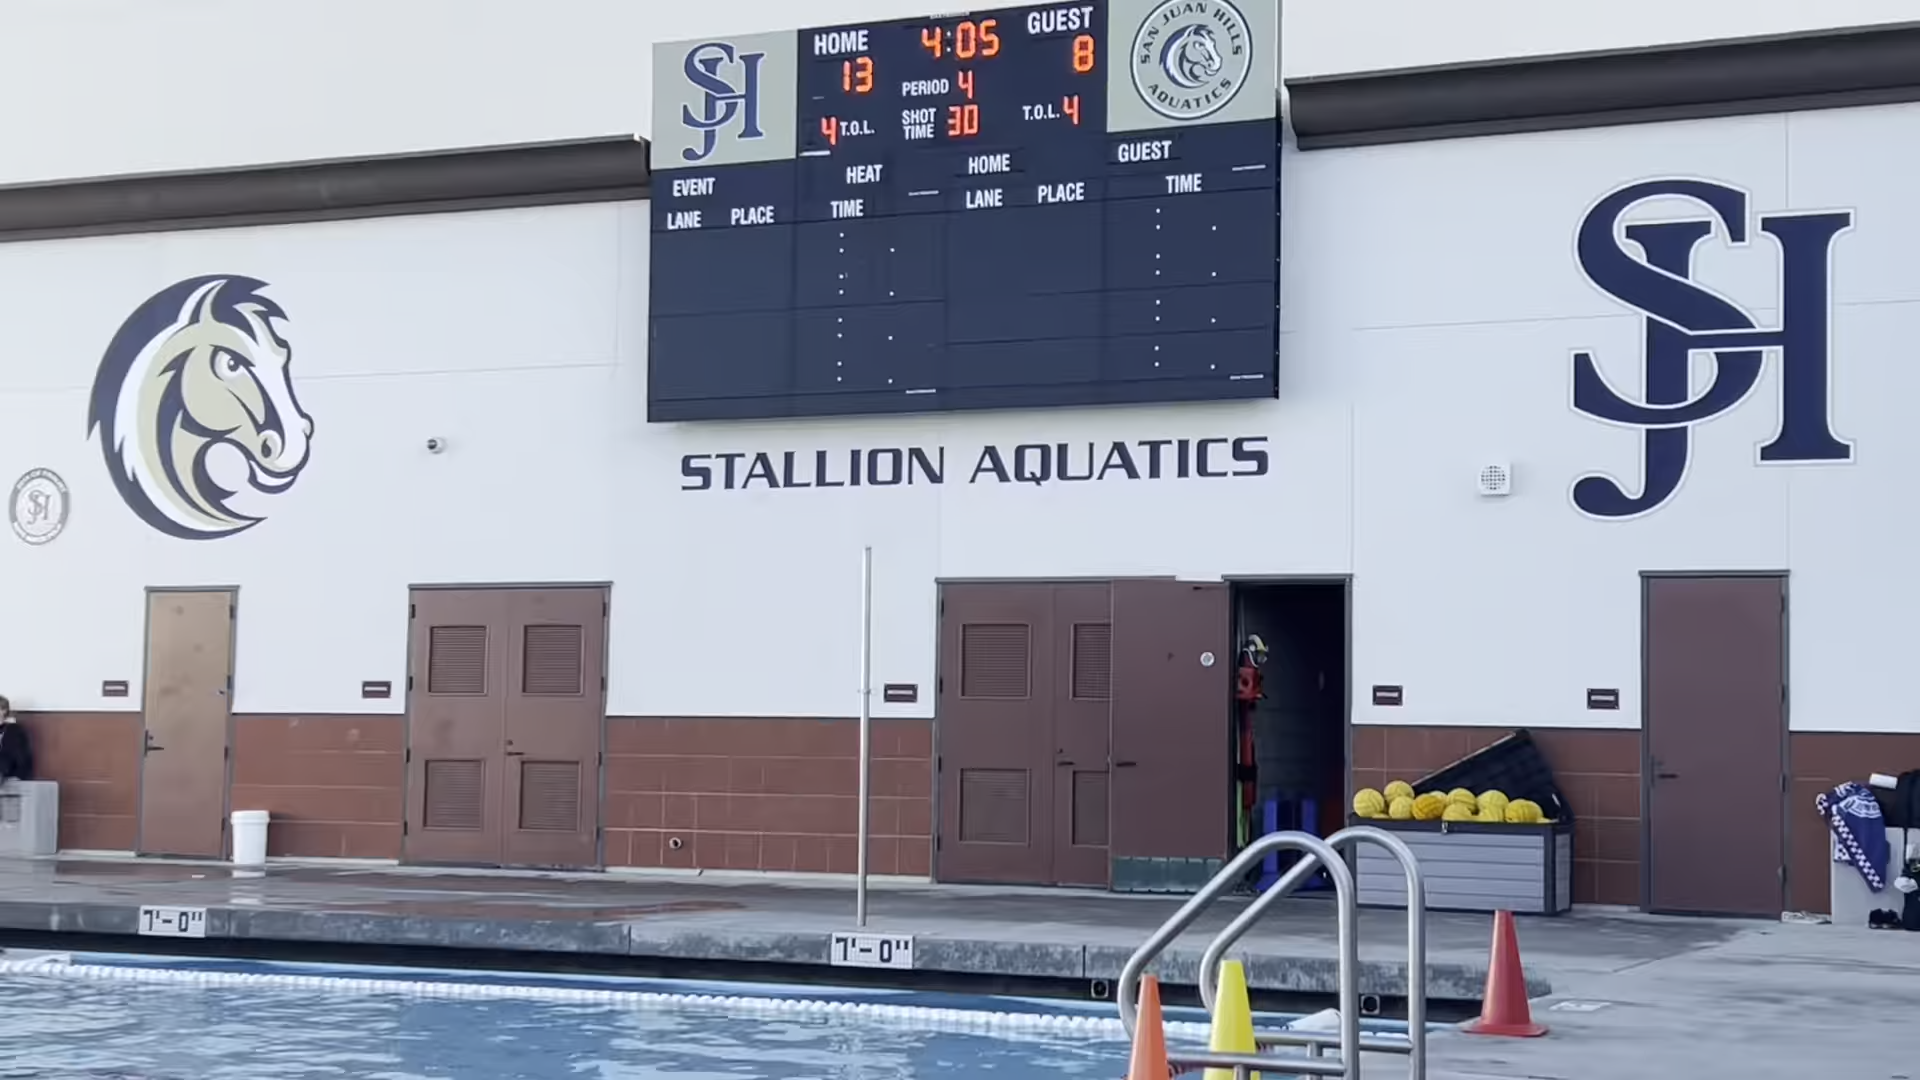 SJH
HOME 4:05 GUEST
13 8
PERIOD 4
4 T.O.L. SHOT TIME 30 T.O.L. 4
SAN JUAN HILLS
AQUATICS
EVENT HEAT HOME GUEST
LANE PLACE TIME LANE PLACE TIME
STALLION AQUATICS
SJH
SJH
7'-0"
7'-0"